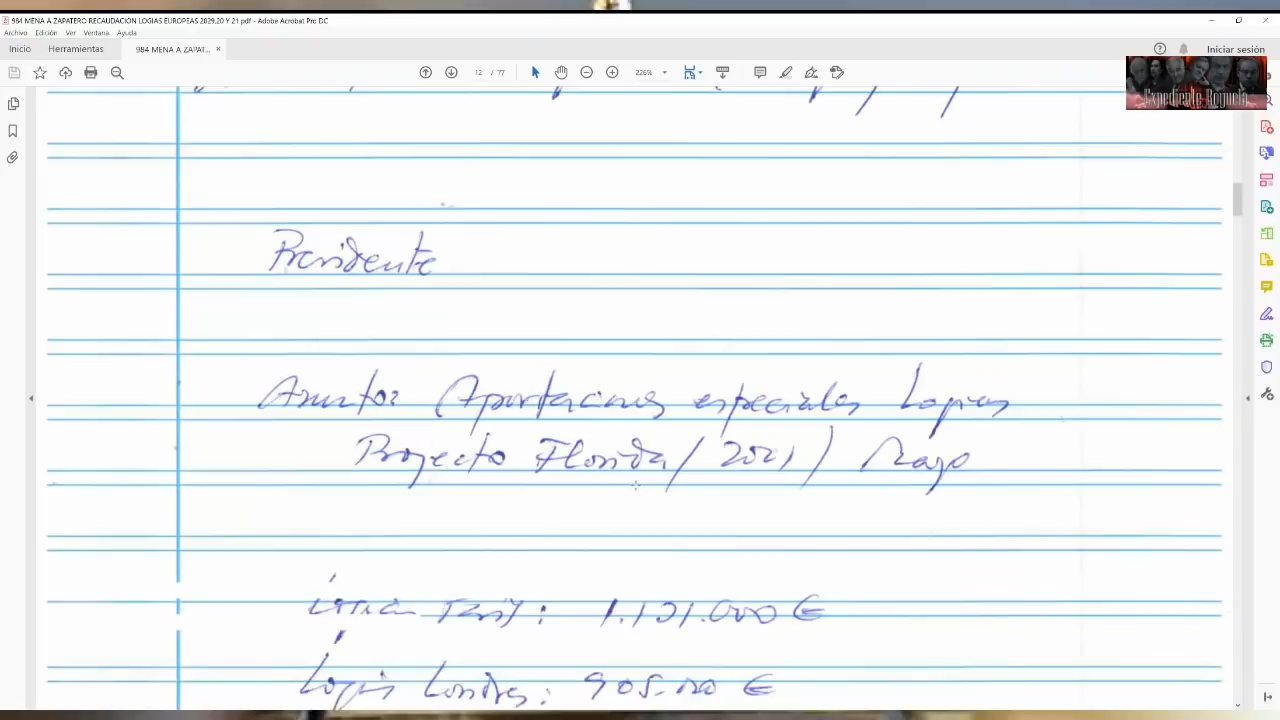 984 MENA A ZAPATERO RECAUDACION LOGIAS EUROPEAS 2029.20 Y 21.pdf - Adobe Acrobat Pro DC
Archivo Edición Ver Ventana Ayuda
Inicio Herramientas 984 MENA A ZAPAT... × Iniciar sesión
12 / 77 226%
Expediente Royuela
Presidente
Asunto: (Aportaciones especiales Logias
Proyecto Florida/ 2021) Mayo
1.121.000 €
Logia Londres: 905.000 €